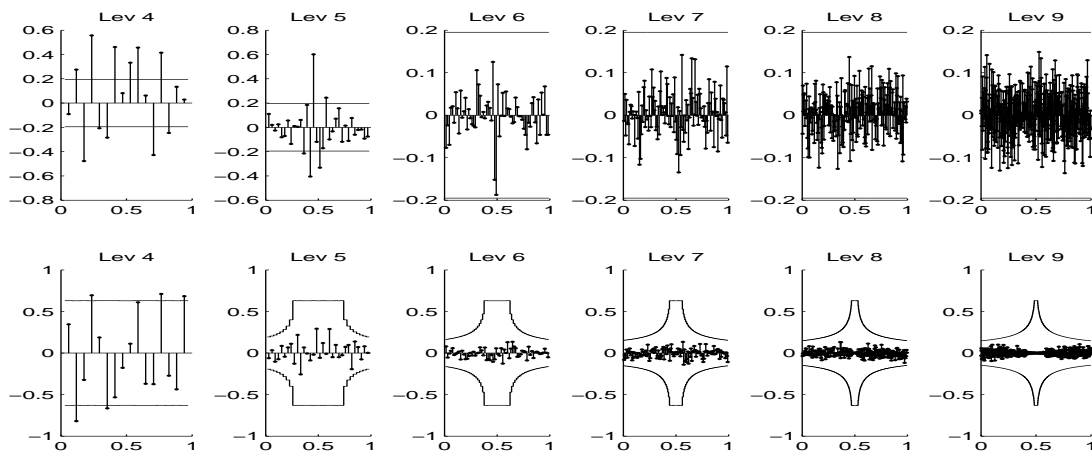 Lev 4 Lev 5 Lev 6 Lev 7 Lev 8 Lev 9
0.6 0.8 0.2 0.2 0.2 0.2
0.4 0.6
0.2 0.4 0.1 0.1 0.1 0.1
0 0.2
−0.2 0 0 0 0 0
−0.4 −0.2 −0.1 −0.1 −0.1 −0.1
−0.6 −0.4
−0.8 −0.6 −0.2 −0.2 −0.2 −0.2
0 0.5 1 0 0.5 1 0 0.5 1 0 0.5 1 0 0.5 1 0 0.5 1
Lev 4 Lev 5 Lev 6 Lev 7 Lev 8 Lev 9
1 1 1 1 1 1
0.5 0.5 0.5 0.5 0.5 0.5
0 0 0 0 0 0
−0.5 −0.5 −0.5 −0.5 −0.5 −0.5
−1 −1 −1 −1 −1 −1
0 0.5 1 0 0.5 1 0 0.5 1 0 0.5 1 0 0.5 1 0 0.5 1